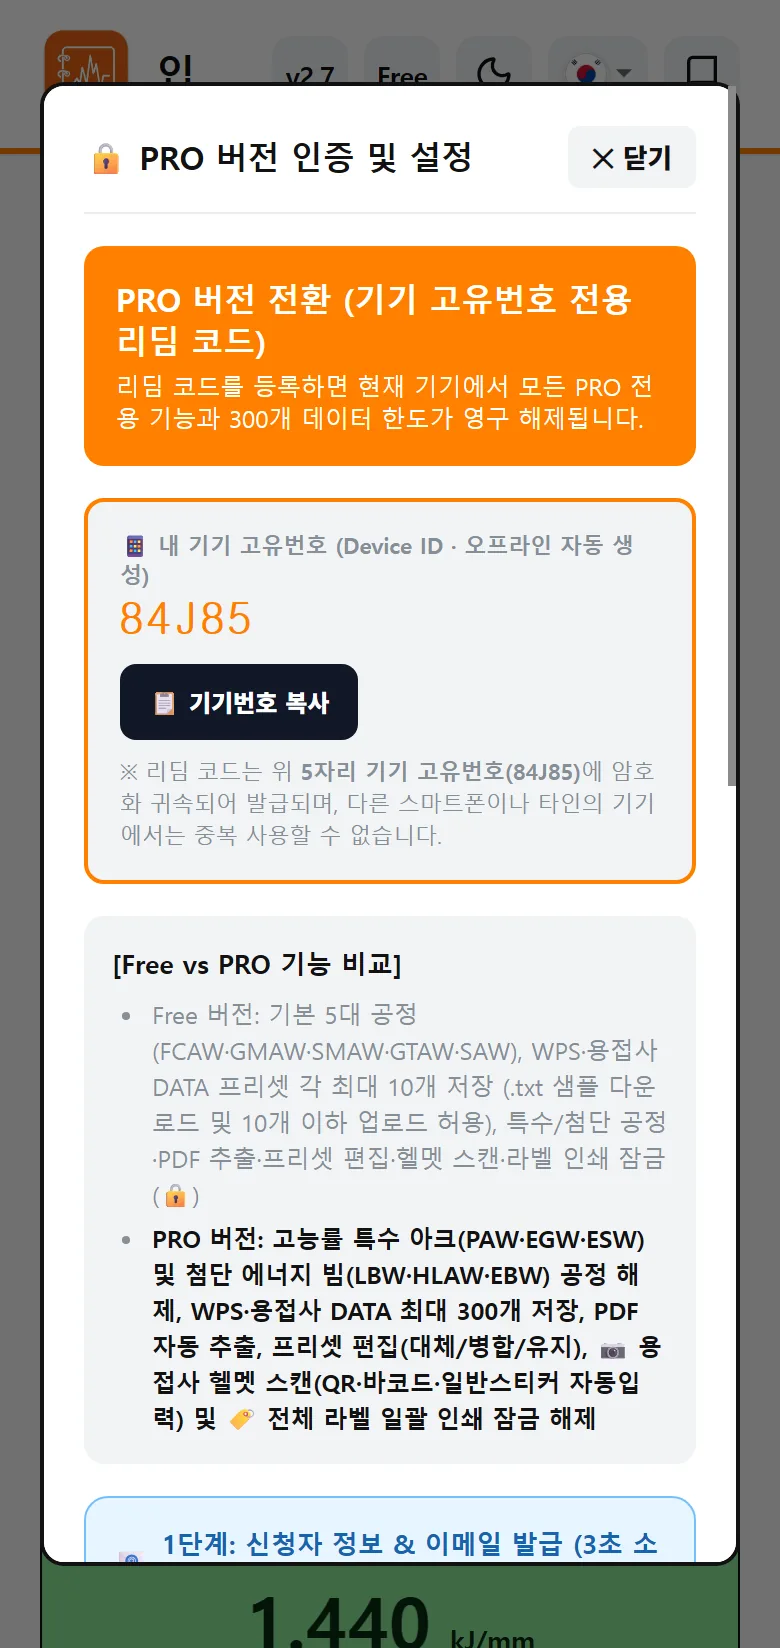 v2.7 Free
🔒 PRO 버전 인증 및 설정
✕ 닫기
PRO 버전 전환 (기기 고유번호 전용
리딤 코드)
리딤 코드를 등록하면 현재 기기에서 모든 PRO 전
용 기능과 300개 데이터 한도가 영구 해제됩니다.
📱 내 기기 고유번호 (Device ID · 오프라인 자동 생
성)
84J85
📋 기기번호 복사
※ 리딤 코드는 위 5자리 기기 고유번호(84J85)에 암호
화 귀속되어 발급되며, 다른 스마트폰이나 타인의 기기
에서는 중복 사용할 수 없습니다.
[Free vs PRO 기능 비교]
• Free 버전: 기본 5대 공정
(FCAW·GMAW·SMAW·GTAW·SAW), WPS·용접사
DATA 프리셋 각 최대 10개 저장 (.txt 샘플 다운
로드 및 10개 이하 업로드 허용), 특수/첨단 공정
·PDF 추출·프리셋 편집·헬멧 스캔·라벨 인쇄 잠금
(🔒)
• PRO 버전: 고능률 특수 아크(PAW·EGW·ESW)
및 첨단 에너지 빔(LBW·HLAW·EBW) 공정 해
제, WPS·용접사 DATA 최대 300개 저장, PDF
자동 추출, 프리셋 편집(대체/병합/유지), 📷 용
접사 헬멧 스캔(QR·바코드·일반스티커 자동입
력) 및 🏷️ 전체 라벨 일괄 인쇄 잠금 해제
1단계: 신청자 정보 & 이메일 발급 (3초 소
1.440 kJ/mm